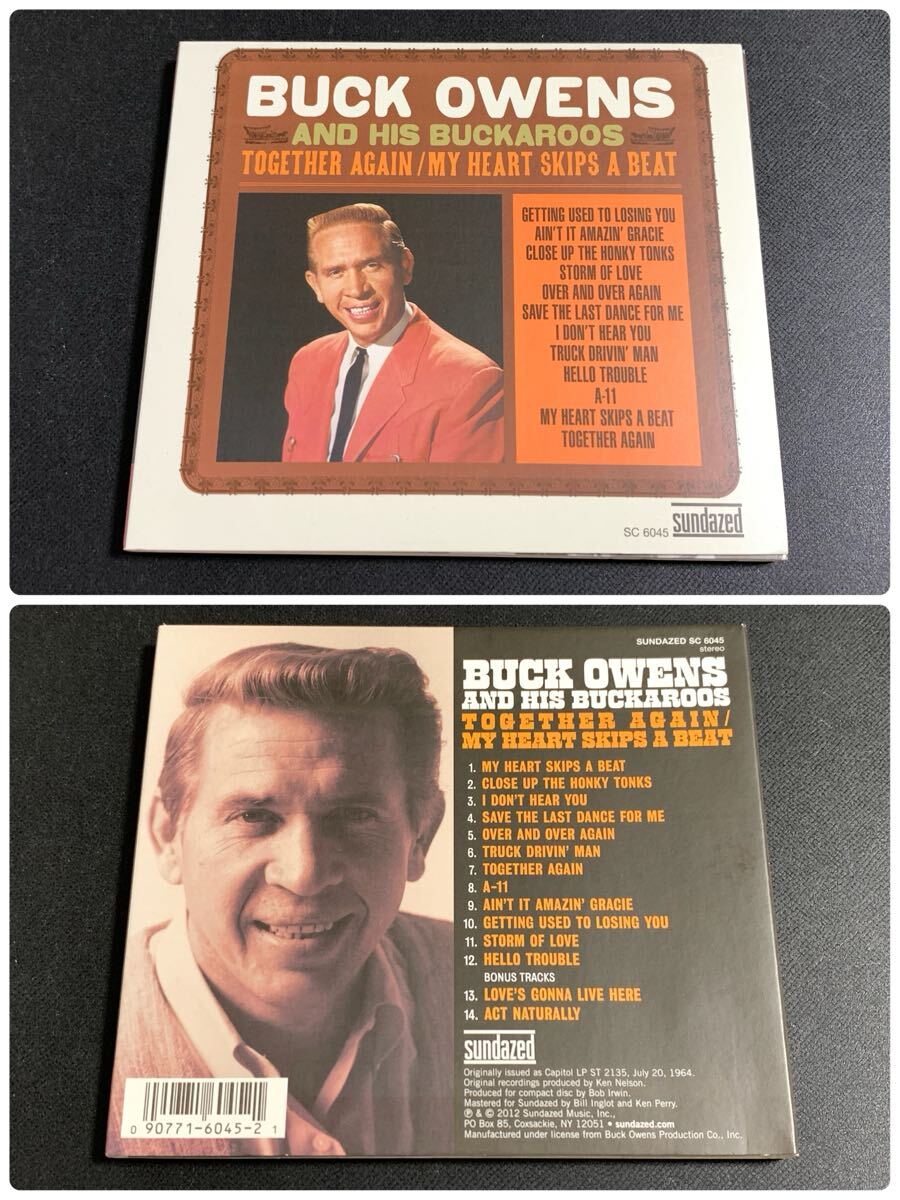 BUCK OWENS
AND HIS BUCKAROOS
TOGETHER AGAIN/MY HEART SKIPS A BEAT
GETTING USED TO LOSING YOU
AIN'T IT AMAZIN' GRACIE
CLOSE UP THE HONKY TONKS
STORM OF LOVE
OVER AND OVER AGAIN
SAVE THE LAST DANCE FOR ME
I DON'T HEAR YOU
TRUCK DRIVIN' MAN
HELLO TROUBLE
A-11
MY HEART SKIPS A BEAT
TOGETHER AGAIN
SC 6045 sundazed
SUNDAZED SC 6045
stereo
BUCK OWENS
AND HIS BUCKAROOS
TOGETHER AGAIN/
MY HEART SKIPS A BEAT
1. MY HEART SKIPS A BEAT
2. CLOSE UP THE HONKY TONKS
3. I DON'T HEAR YOU
4. SAVE THE LAST DANCE FOR ME
5. OVER AND OVER AGAIN
6. TRUCK DRIVIN' MAN
7. TOGETHER AGAIN
8. A-11
9. AIN'T IT AMAZIN' GRACIE
10. GETTING USED TO LOSING YOU
11. STORM OF LOVE
12. HELLO TROUBLE
BONUS TRACKS
13. LOVE'S GONNA LIVE HERE
14. ACT NATURALLY
sundazed
Originally issued as Capitol LP ST 2135, July 20, 1964.
Original recordings produced by Ken Nelson.
Produced for compact disc by Bob Irwin.
Mastered for Sundazed by Bill Inglot and Ken Perry.
℗ & © 2012 Sundazed Music, Inc.,
PO Box 85, Coxsackie, NY 12051 • sundazed.com
Manufactured under license from Buck Owens Production Co., Inc.
0 90771-6045-2 1